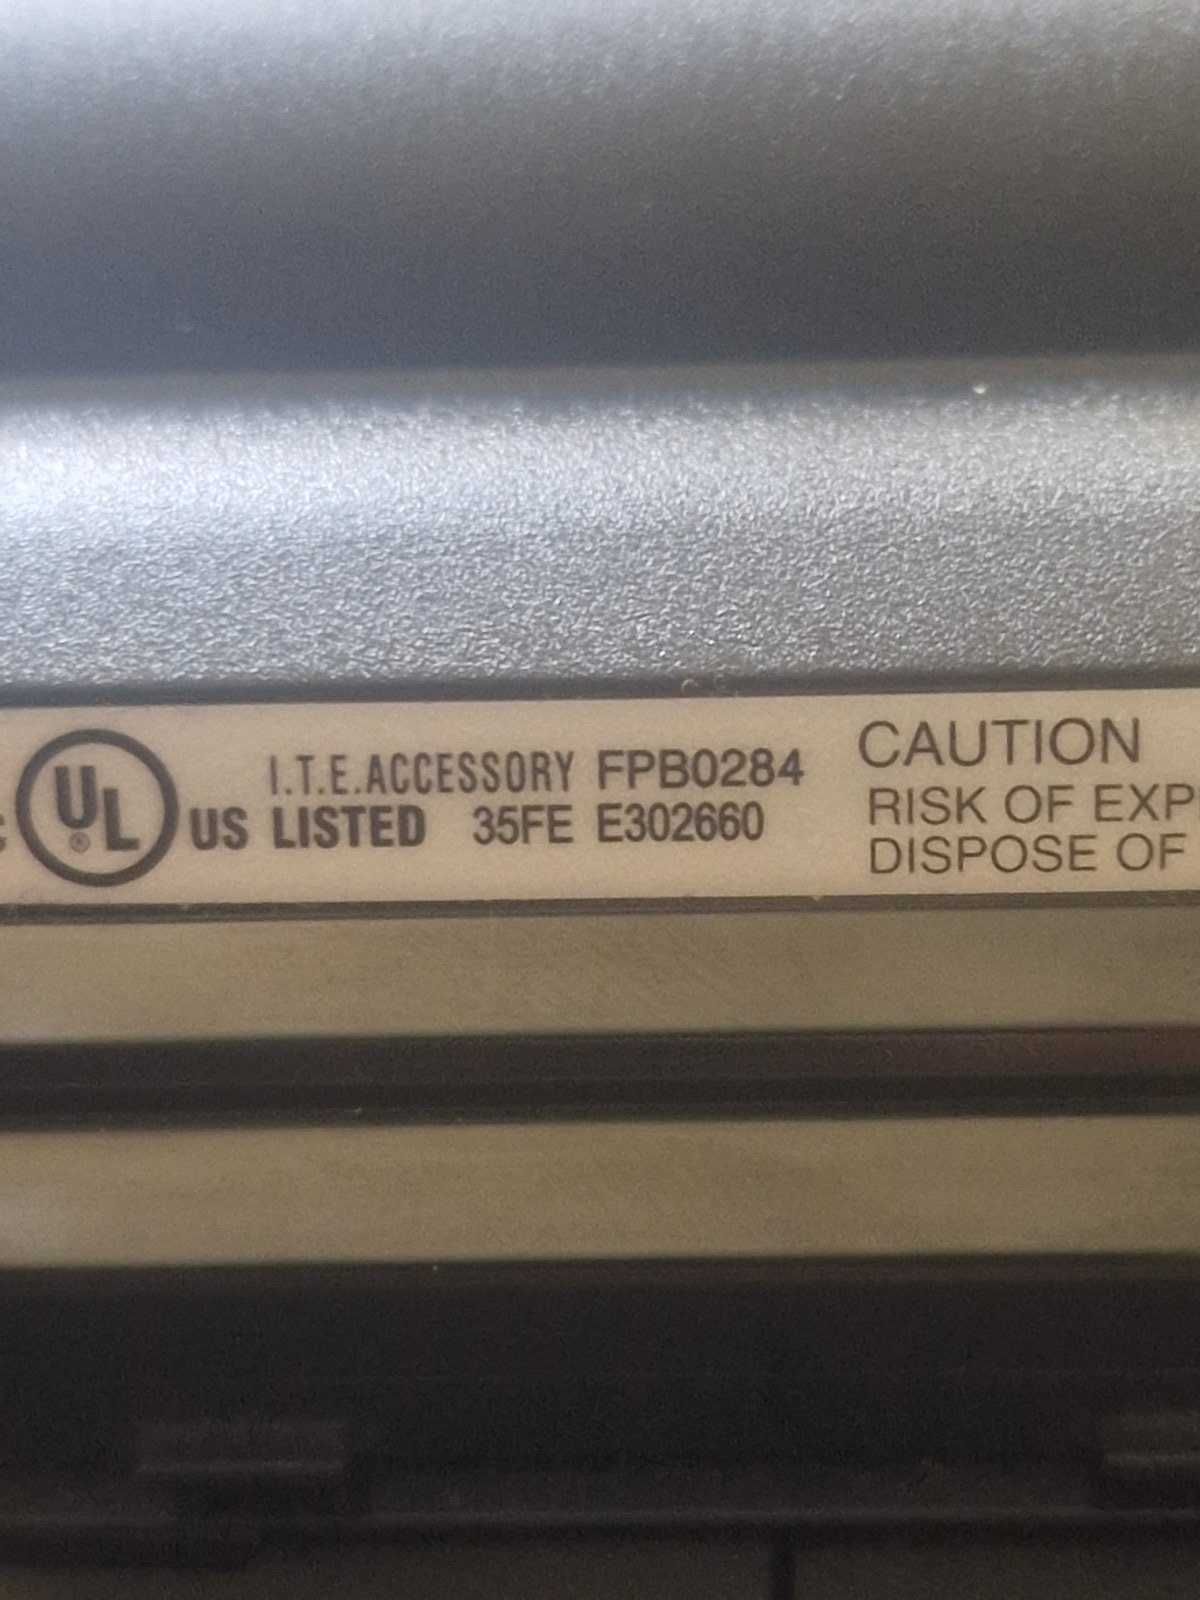 c UL ® US
I.T.E. ACCESSORY FPB0284
LISTED 35FE E302660
CAUTION
RISK OF EXP
DISPOSE OF